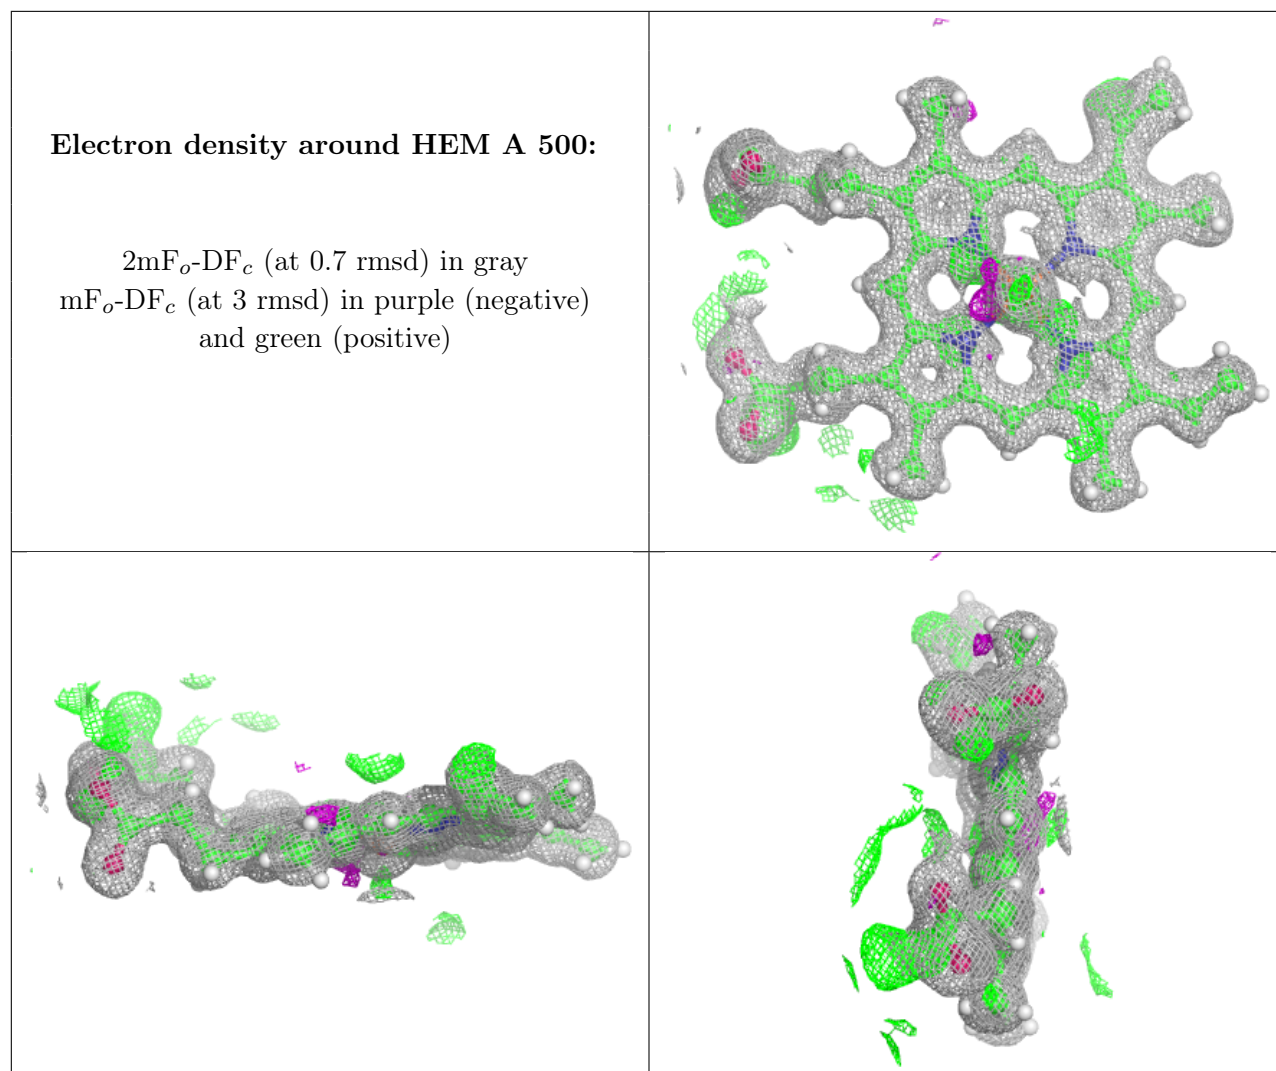 Electron density around HEM A 500:
2mFₒ-DF𝒸 (at 0.7 rmsd) in gray
mFₒ-DF𝒸 (at 3 rmsd) in purple (negative)
and green (positive)